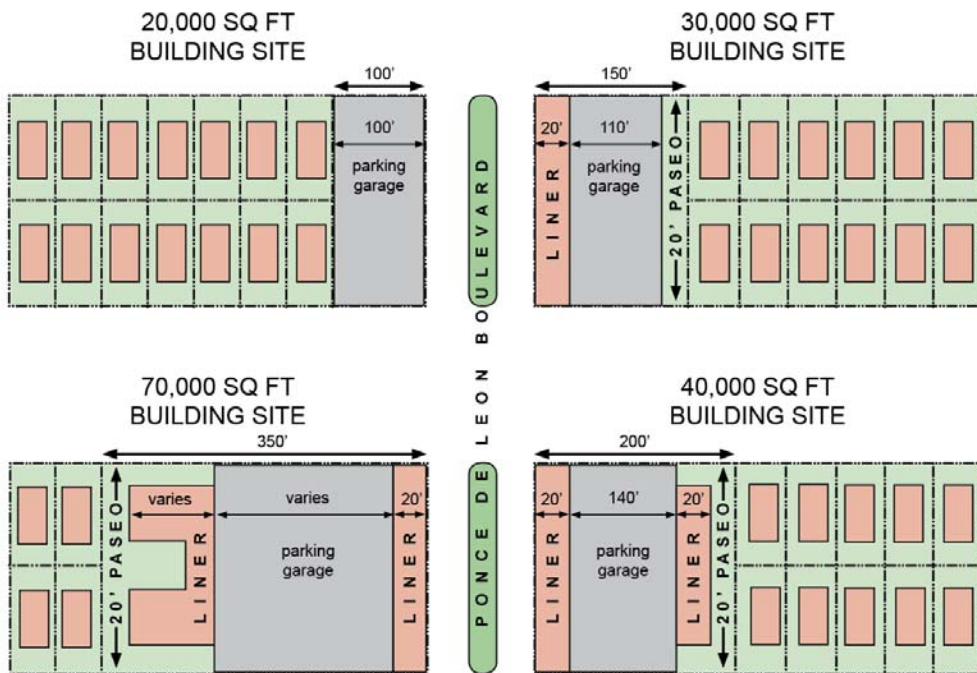 20,000 SQ FT
BUILDING SITE
100’
100’
parking
garage
30,000 SQ FT
BUILDING SITE
150’
20’
110’
LINER
parking
garage
20’ PASEO
PONCE DE LEON BOULEVARD
70,000 SQ FT
BUILDING SITE
350’
20’ PASEO
varies
LINER
varies
parking
garage
20’
LINER
40,000 SQ FT
BUILDING SITE
200’
20’
LINER
140’
parking
garage
20’
LINER
20’ PASEO